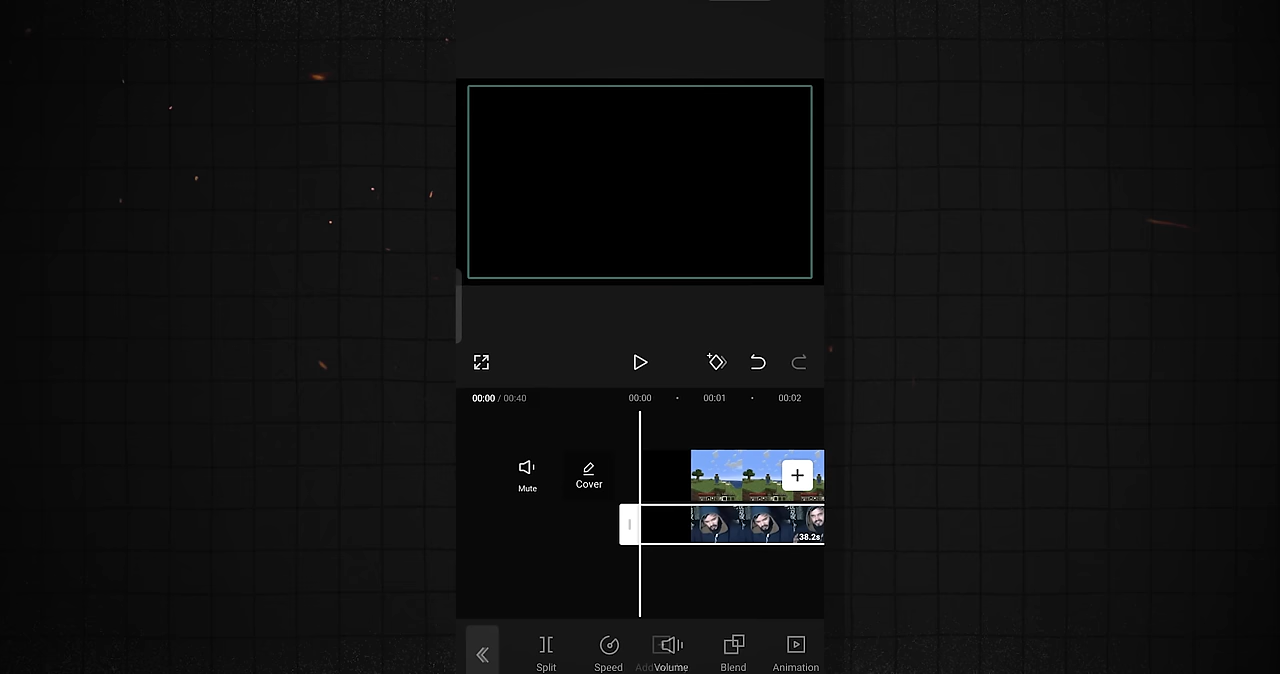 00:00 / 00:40 00:00 00:01 00:02
Mute
Cover
38.2s
Split Speed Add Volume Blend Animation